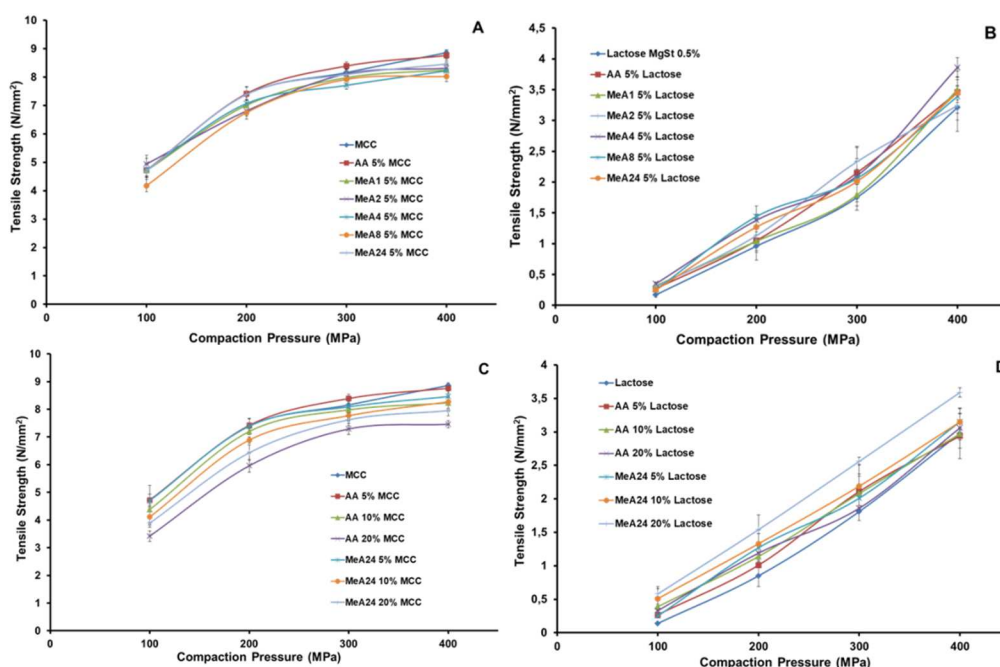 A
Tensile Strength (N/mm²)
10
9
8
7
6
5
4
3
2
1
0
MCC
AA 5% MCC
MeA1 5% MCC
MeA2 5% MCC
MeA4 5% MCC
MeA8 5% MCC
MeA24 5% MCC
100 200 300 400
Compaction Pressure (MPa)
B
Tensile Strength (N/mm²)
4,5
4
3,5
3
2,5
2
1,5
1
0,5
0
Lactose MgSt 0.5%
AA 5% Lactose
MeA1 5% Lactose
MeA2 5% Lactose
MeA4 5% Lactose
MeA8 5% Lactose
MeA24 5% Lactose
100 200 300 400
Compaction Pressure (MPa)
C
Tensile Strength (N/mm²)
10
9
8
7
6
5
4
3
2
1
0
MCC
AA 5% MCC
AA 10% MCC
AA 20% MCC
MeA24 5% MCC
MeA24 10% MCC
MeA24 20% MCC
100 200 300 400
Compaction Pressure (MPa)
D
Tensile Strength (N/mm²)
4
3,5
3
2,5
2
1,5
1
0,5
0
Lactose
AA 5% Lactose
AA 10% Lactose
AA 20% Lactose
MeA24 5% Lactose
MeA24 10% Lactose
MeA24 20% Lactose
100 200 300 400
Compaction Pressure (MPa)